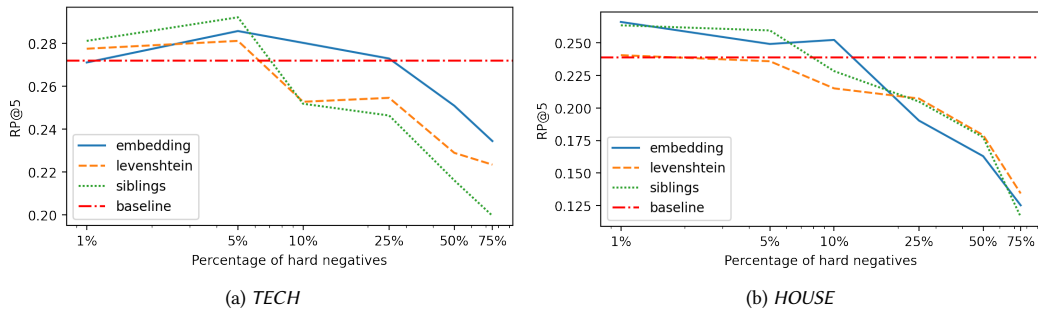 0.28
0.26
0.24
0.22
0.20
RP@5
embedding
levenshtein
siblings
baseline
1% 5% 10% 25% 50% 75%
Percentage of hard negatives
(a) TECH
0.250
0.225
0.200
0.175
0.150
0.125
RP@5
embedding
levenshtein
siblings
baseline
1% 5% 10% 25% 50% 75%
Percentage of hard negatives
(b) HOUSE